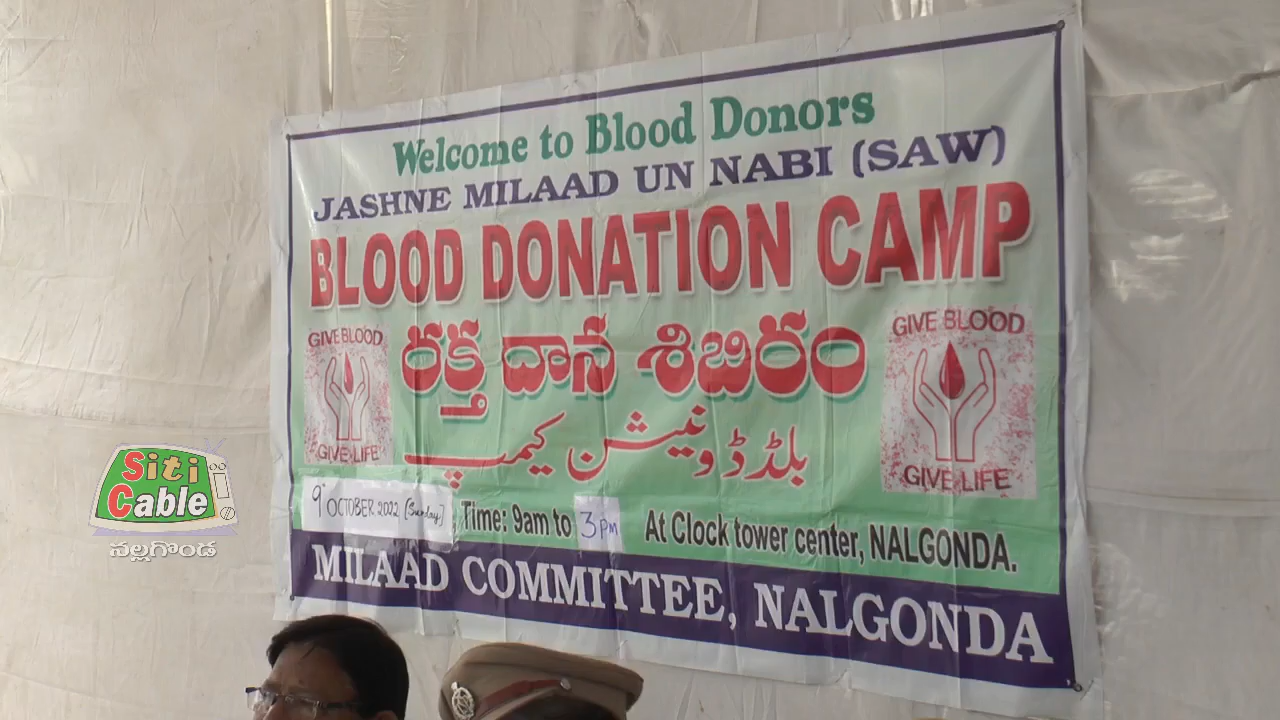 Welcome to Blood Donors
JASHNE MILAAD UN NABI (SAW)
BLOOD DONATION CAMP
GIVE BLOOD
GIVE LIFE
రక్త దాన శిబిరం
بلڈ ڈونیشن کیمپ
GIVE BLOOD
GIVE LIFE
9 OCTOBER 2022 (Sunday), Time: 9am to 3pm At Clock tower center, NALGONDA.
MILAAD COMMITTEE, NALGONDA
Siti
Cable
నల్లగొండ